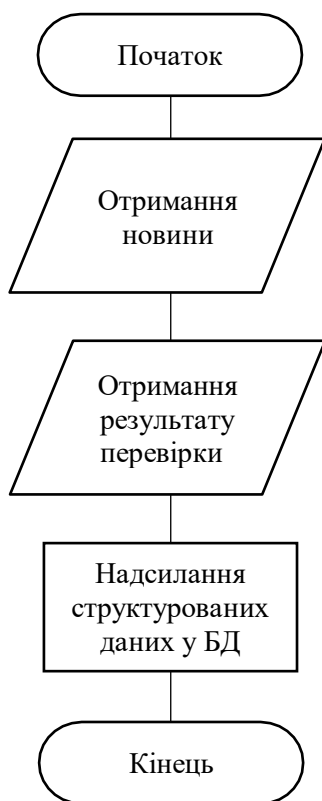 Початок
Отримання
новини
Отримання
результату
перевірки
Надсилання
структурованих
даних у БД
Кінець